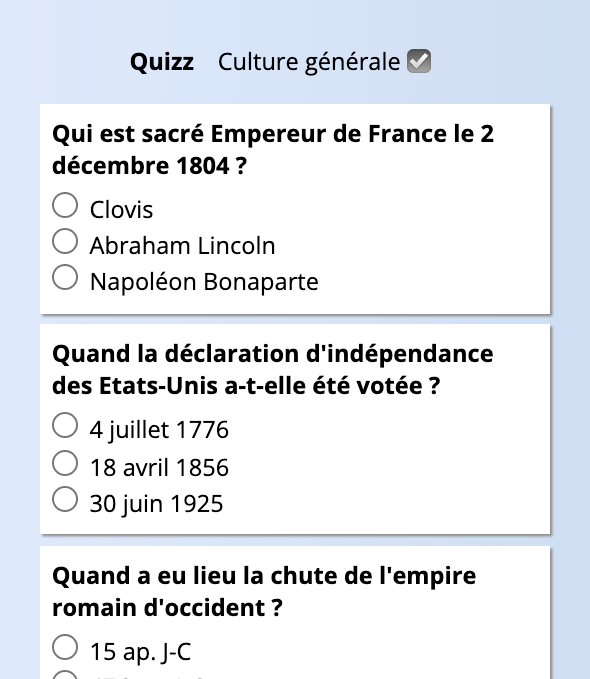 Quizz Culture générale
Qui est sacré Empereur de France le 2
décembre 1804 ?
Clovis
Abraham Lincoln
Napoléon Bonaparte
Quand la déclaration d'indépendance
des Etats-Unis a-t-elle été votée ?
4 juillet 1776
18 avril 1856
30 juin 1925
Quand a eu lieu la chute de l'empire
romain d'occident ?
15 ap. J-C